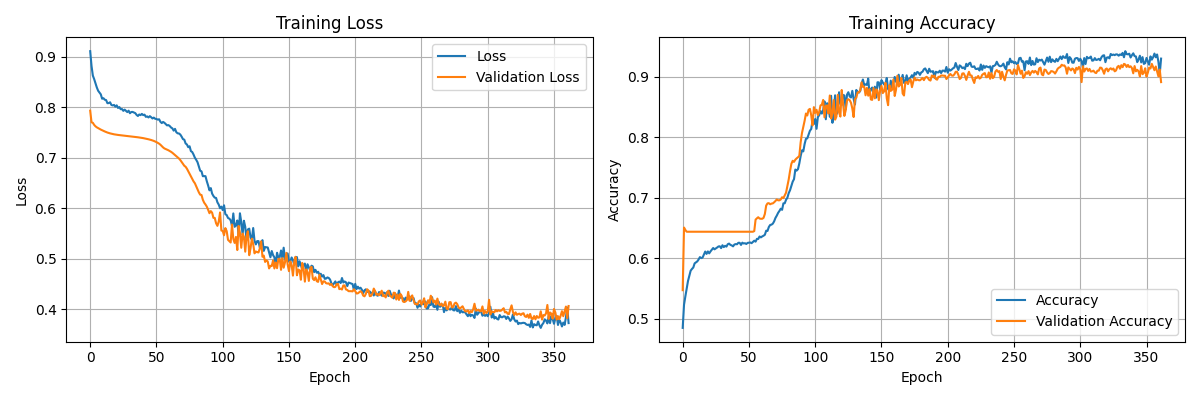 Training Loss
Loss
Validation Loss
0.9
0.8
0.7
0.6
0.5
0.4
Loss
0 50 100 150 200 250 300 350
Epoch
Training Accuracy
0.9
0.8
0.7
0.6
0.5
Accuracy
Accuracy
Validation Accuracy
0 50 100 150 200 250 300 350
Epoch